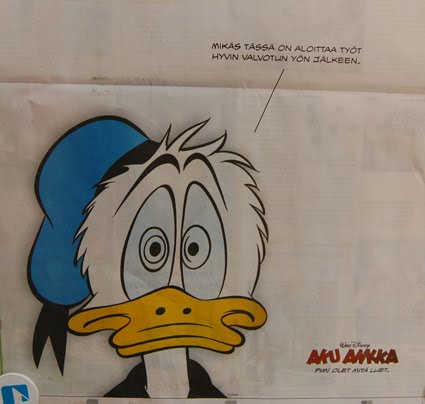 MIKÄS TÄSSÄ ON ALOITTAA TYÖT
HYVIN VALVOTUN YÖN JÄLKEEN.
WALT DISNEY
AKU ANKKA
PIMI OLET MITÄ LUET.